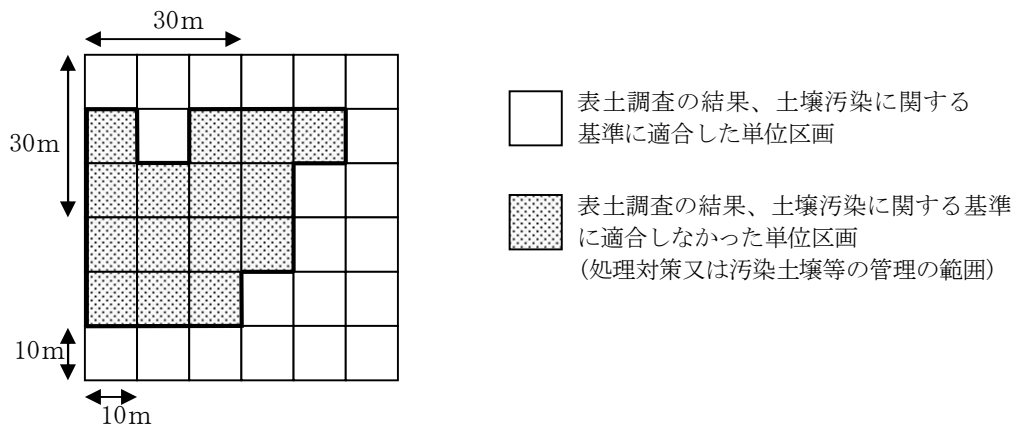 30m
30m
10m
10m
表土調査の結果、土壌汚染に関する
基準に適合した単位区画
表土調査の結果、土壌汚染に関する基準
に適合しなかった単位区画
（処理対策又は汚染土壌等の管理の範囲）